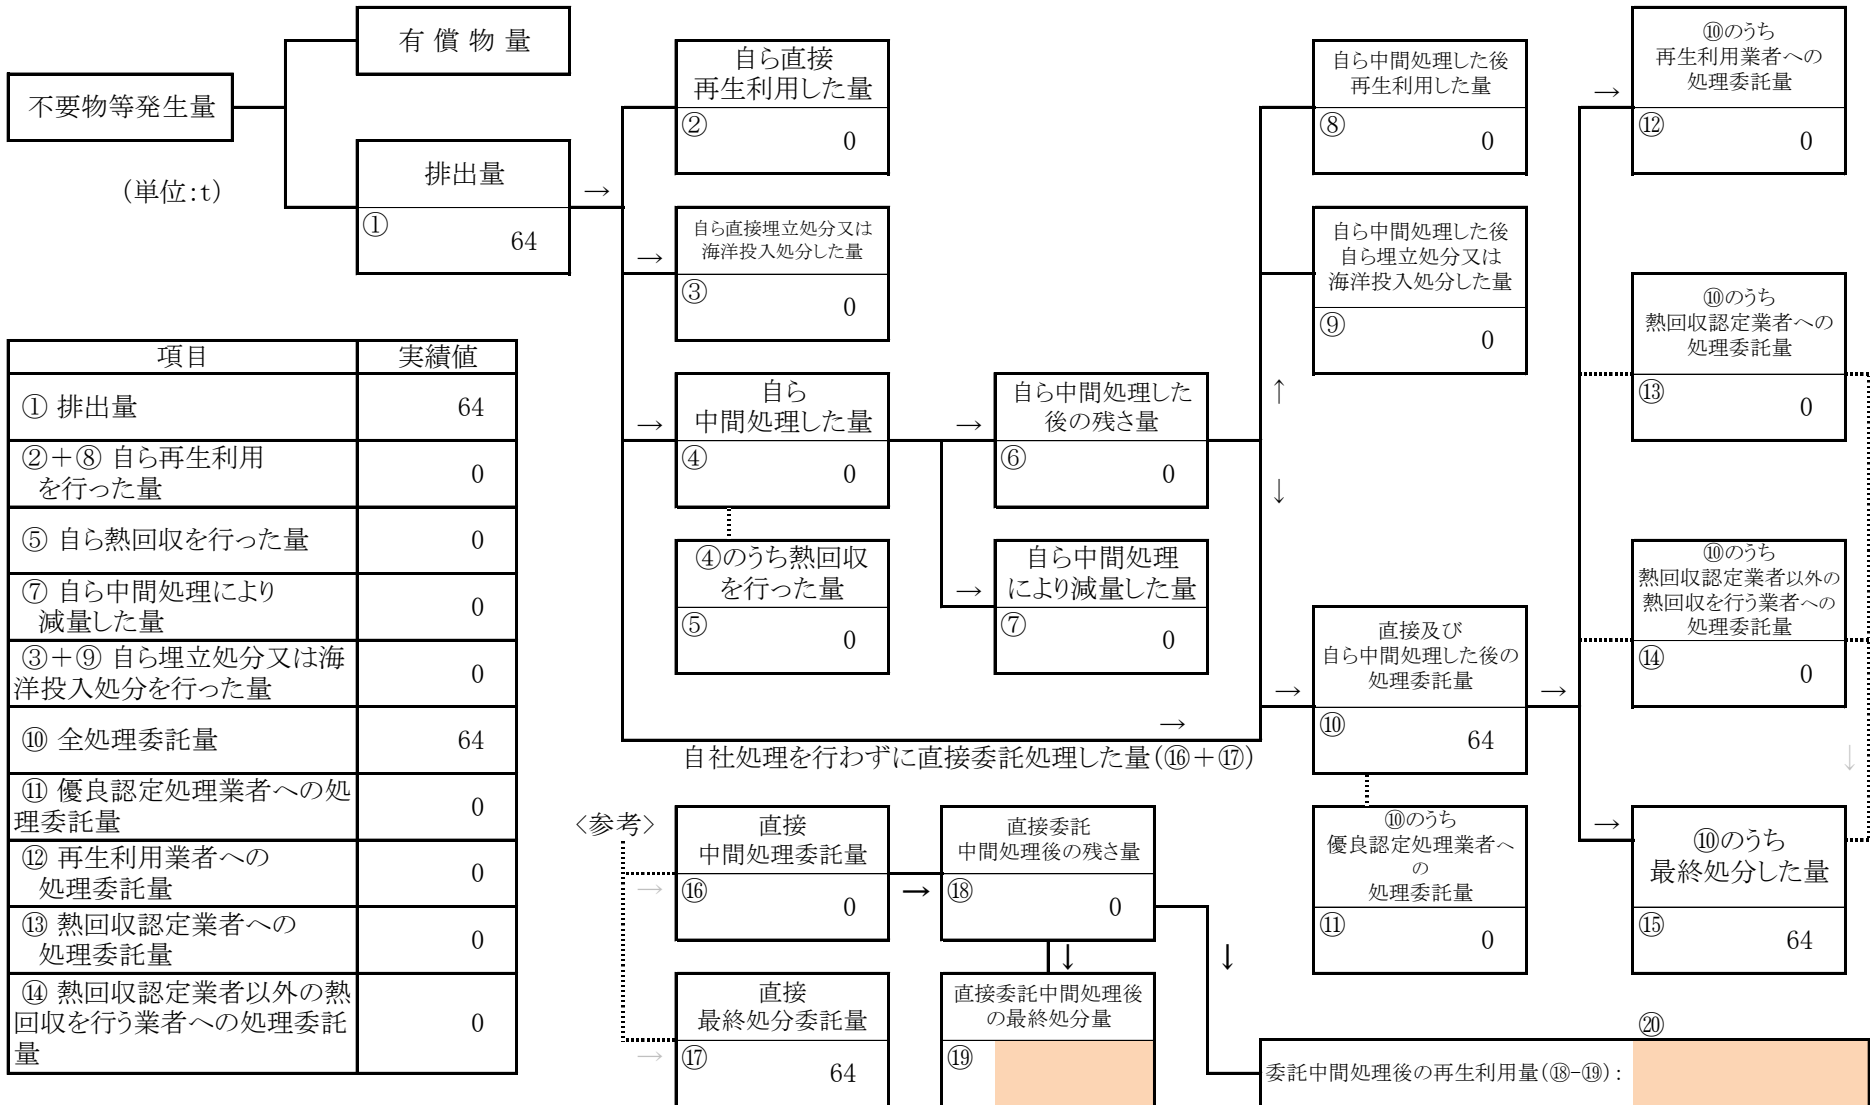 有 償 物 量
不要物等発生量
(単位:t)
排出量
①
64
→
自ら直接
再生利用した量
②
0
→
自ら直接埋立処分又は
海洋投入処分した量
③
0
→
自ら
中間処理した量
④
0
④のうち熱回収
を行った量
⑤
0
→
自ら中間処理した
後の残さ量
⑥
0
→
自ら中間処理
により減量した量
⑦
0
自ら中間処理した後
再生利用した量
⑧
0
自ら中間処理した後
自ら埋立処分又は
海洋投入処分した量
⑨
0
↑
↓
→
直接及び
自ら中間処理した後の
処理委託量
⑩
64
→
自社処理を行わずに直接委託処理した量(⑯+⑰)
⑩のうち
優良認定処理業者へ
の
処理委託量
⑪
0
→
→
⑩のうち
再生利用業者への
処理委託量
⑫
0
⑩のうち
熱回収認定業者への
処理委託量
⑬
0
⑩のうち
熱回収認定業者以外の
熱回収を行う業者への
処理委託量
⑭
0
↓
→
⑩のうち
最終処分した量
⑮
64
項目 実績値
① 排出量 64
②+⑧ 自ら再生利用
を行った量 0
⑤ 自ら熱回収を行った量 0
⑦ 自ら中間処理により
減量した量 0
③+⑨ 自ら埋立処分又は海
洋投入処分を行った量 0
⑩ 全処理委託量 64
⑪ 優良認定処理業者への処
理委託量 0
⑫ 再生利用業者への
処理委託量 0
⑬ 熱回収認定業者への
処理委託量 0
⑭ 熱回収認定業者以外の熱
回収を行う業者への処理委託
量 0
〈参考〉
→
直接
中間処理委託量
⑯
0
→
直接委託
中間処理後の残さ量
⑱
0
↓
↓
→
直接
最終処分委託量
⑰
64
直接委託中間処理後
の最終処分量
⑲
⑳
委託中間処理後の再生利用量(⑱-⑲):